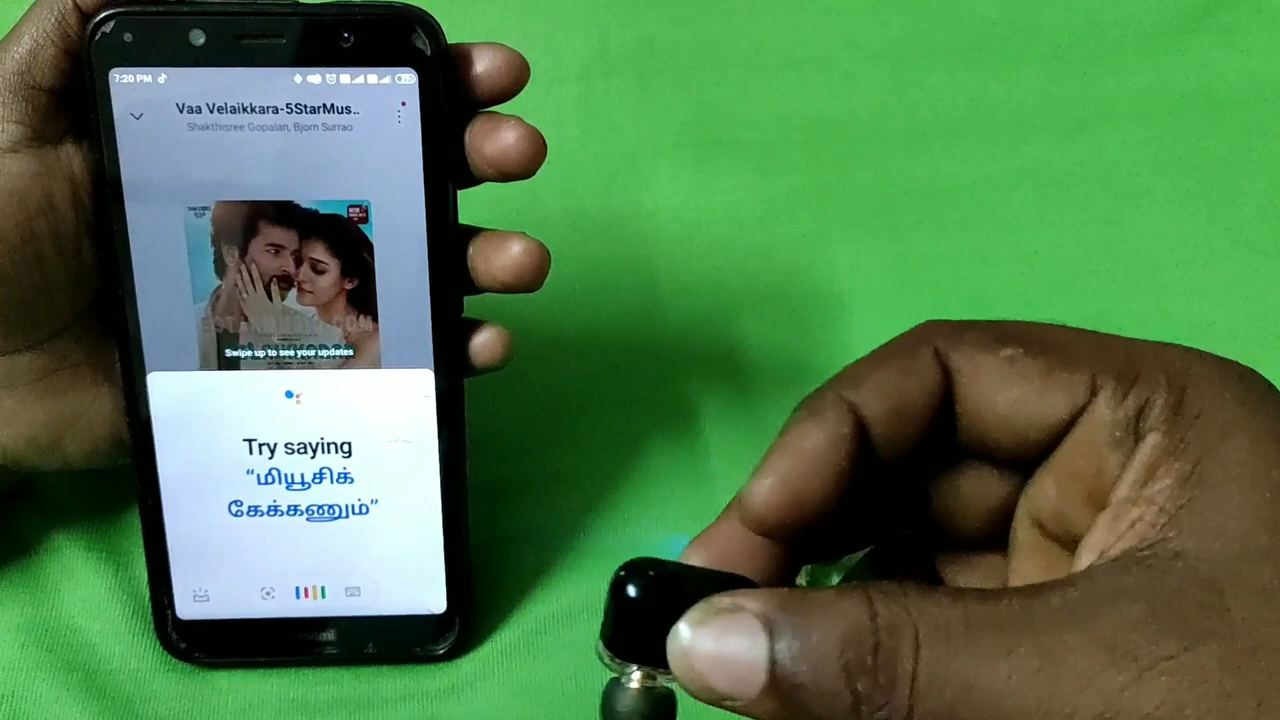 7:20 PM
Vaa Velaikkara-5StarMus..
Shakthisree Gopalan, Bjorn Surrao
Swipe up to see your updates
Try saying
“மியூசிக்
கேக்கணும்”